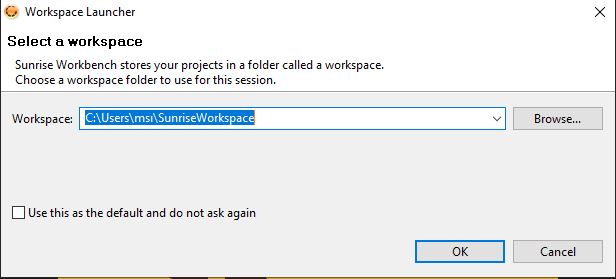 Workspace Launcher
Select a workspace
Sunrise Workbench stores your projects in a folder called a workspace.
Choose a workspace folder to use for this session.
Workspace: C:\Users\msı\SunriseWorkspace Browse...
Use this as the default and do not ask again
OK Cancel